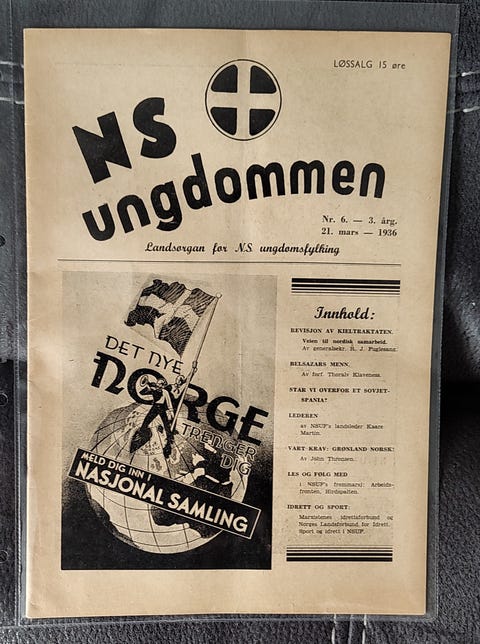 LØSSALG 15 øre
NS
ungdommen
Nr. 6. — 3. årg.
21. mars — 1936
Landsorgan for N.S. ungdomsfylking
DET NYE
NORGE
TRENGER
DIG
MELD DIG INN I
NASJONAL SAMLING
Innhold:
REVISJON AV KIELTRAKTATEN.
Veien til nordisk samarbeid.
Av generalsekr. R. J. Fuglesang.
BELSAZARS MENN.
Av forf. Thoralv Klaveness.
STAR VI OVERFOR ET SOVJET-
SPANIA?
LEDEREN
av NSUF's landsleder Kaare
Martin.
VART KRAV: GRØNLAND NORSK!
Av John Thronsen.
LES OG FØLG MED
i NSUF's fremmarsj: Arbeids-
fronten, Hirdspalten.
IDRETT OG SPORT:
Marxistenes idrettsforbund og
Norges Landsforbund for Idrett.
Sport og idrett i NSUF.